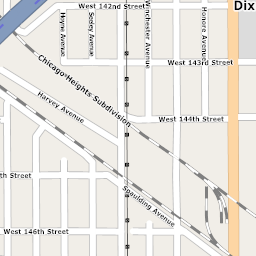 West 142nd Street
Dix
Hoyne Avenue
Seeley Avenue
Winchester Avenue
Honore Avenue
West 143rd Street
Chicago Heights Subdivision
Harvey Avenue
West 144th Street
th Street
Spaulding Avenue
West 146th Street